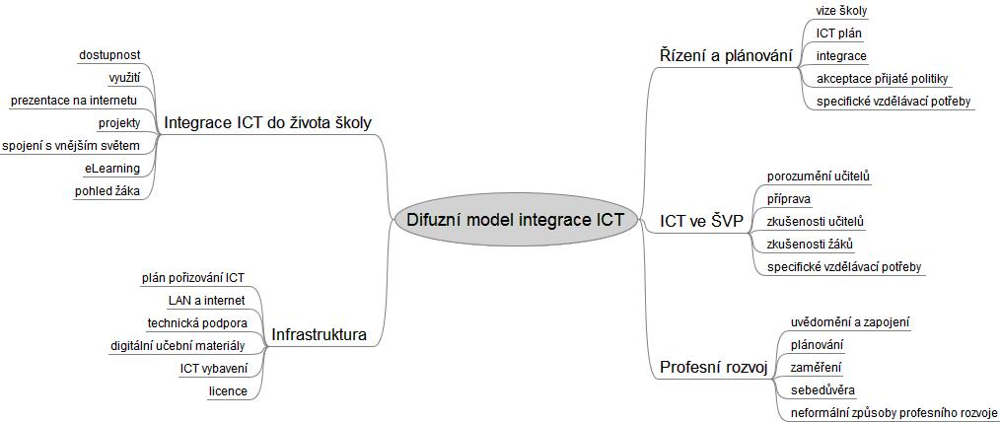 Difuzní model integrace ICT
Řízení a plánování
vize školy
ICT plán
integrace
akceptace přijaté politiky
specifické vzdělávací potřeby
ICT ve ŠVP
porozumění učitelů
příprava
zkušenosti učitelů
zkušenosti žáků
specifické vzdělávací potřeby
Profesní rozvoj
uvědomění a zapojení
plánování
zaměření
sebedůvěra
neformální způsoby profesního rozvoje
Integrace ICT do života školy
dostupnost
využití
prezentace na internetu
projekty
spojení s vnějším světem
eLearning
pohled žáka
Infrastruktura
plán pořizování ICT
LAN a internet
technická podpora
digitální učební materiály
ICT vybavení
licence